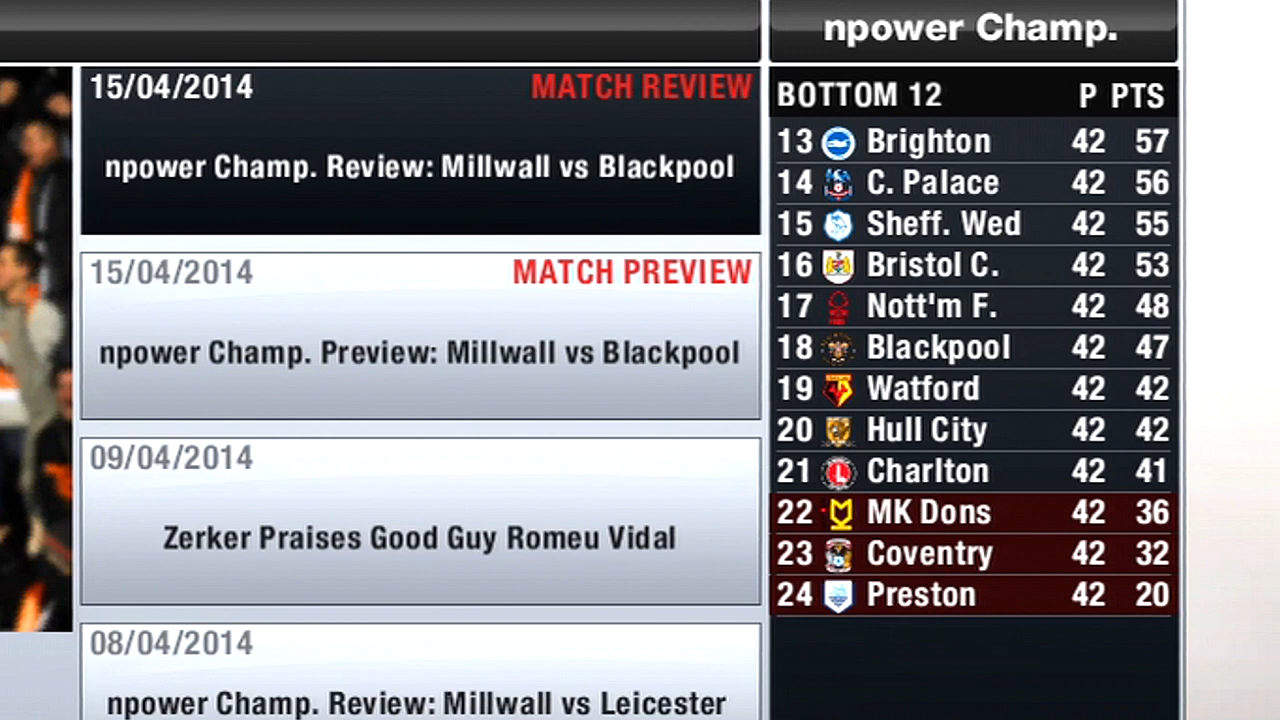 npower Champ.
15/04/2014 MATCH REVIEW
npower Champ. Review: Millwall vs Blackpool
15/04/2014 MATCH PREVIEW
npower Champ. Preview: Millwall vs Blackpool
09/04/2014
Zerker Praises Good Guy Romeu Vidal
08/04/2014
npower Champ. Review: Millwall vs Leicester
BOTTOM 12 P PTS
13 Brighton 42 57
14 C. Palace 42 56
15 Sheff. Wed 42 55
16 Bristol C. 42 53
17 Nott'm F. 42 48
18 Blackpool 42 47
19 Watford 42 42
20 Hull City 42 42
21 Charlton 42 41
22 MK Dons 42 36
23 Coventry 42 32
24 Preston 42 20